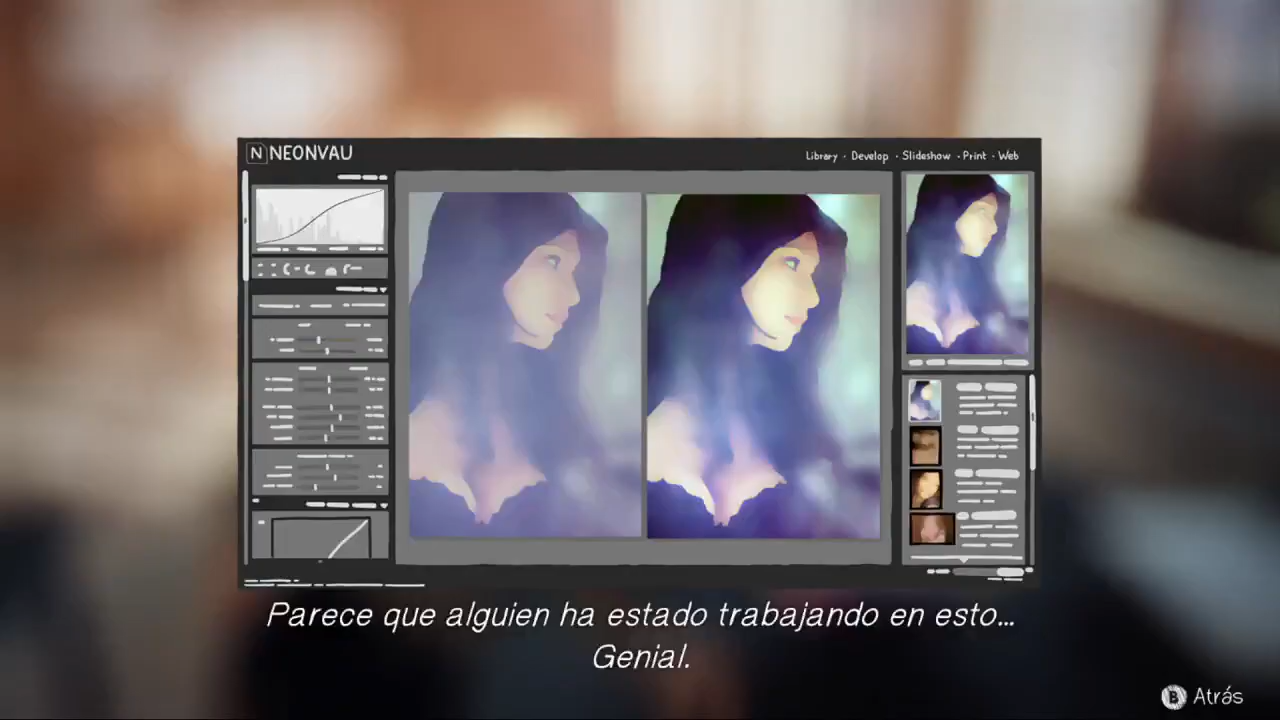 N NEONVAU
Library · Develop · Slideshow · Print · Web
Parece que alguien ha estado trabajando en esto...
Genial.
B Atrás